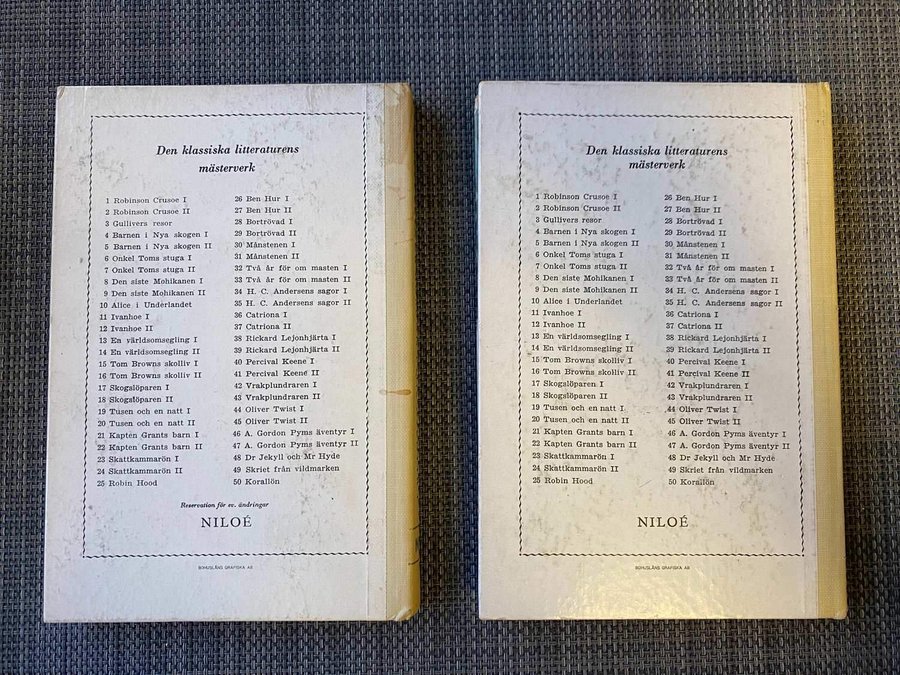 Den klassiska litteraturens
mästerverk
1 Robinson Crusoe I
2 Robinson Crusoe II
3 Gullivers resor
4 Barnen i Nya skogen I
5 Barnen i Nya skogen II
6 Onkel Toms stuga I
7 Onkel Toms stuga II
8 Den siste Mohikanen I
9 Den siste Mohikanen II
10 Alice i Underlandet
11 Ivanhoe I
12 Ivanhoe II
13 En världsomsegling I
14 En världsomsegling II
15 Tom Browns skolliv I
16 Tom Browns skolliv II
17 Skogslöparen I
18 Skogslöparen II
19 Tusen och en natt I
20 Tusen och en natt II
21 Kapten Grants barn I
22 Kapten Grants barn II
23 Skattkammarön I
24 Skattkammarön II
25 Robin Hood
26 Ben Hur I
27 Ben Hur II
28 Bortrövad I
29 Bortrövad II
30 Månstenen I
31 Månstenen II
32 Två år för om masten I
33 Två år för om masten II
34 H. C. Andersens sagor I
35 H. C. Andersens sagor II
36 Catriona I
37 Catriona II
38 Rickard Lejonhjärta I
39 Rickard Lejonhjärta II
40 Percival Keene I
41 Percival Keene II
42 Vrakplundraren I
43 Vrakplundraren II
44 Oliver Twist I
45 Oliver Twist II
46 A. Gordon Pyms äventyr I
47 A. Gordon Pyms äventyr II
48 Dr Jekyll och Mr Hyde
49 Skriet från vildmarken
50 Korallön
Reservation för ev. ändringar
NILOÉ
BOHUSLÄNS GRAFISKA AB
Den klassiska litteraturens
mästerverk
1 Robinson Crusoe I
2 Robinson Crusoe II
3 Gullivers resor
4 Barnen i Nya skogen I
5 Barnen i Nya skogen II
6 Onkel Toms stuga I
7 Onkel Toms stuga II
8 Den siste Mohikanen I
9 Den siste Mohikanen II
10 Alice i Underlandet
11 Ivanhoe I
12 Ivanhoe II
13 En världsomsegling I
14 En världsomsegling II
15 Tom Browns skolliv I
16 Tom Browns skolliv II
17 Skogslöparen I
18 Skogslöparen II
19 Tusen och en natt I
20 Tusen och en natt II
21 Kapten Grants barn I
22 Kapten Grants barn II
23 Skattkammarön I
24 Skattkammarön II
25 Robin Hood
26 Ben Hur I
27 Ben Hur II
28 Bortrövad I
29 Bortrövad II
30 Månstenen I
31 Månstenen II
32 Två år för om masten I
33 Två år för om masten II
34 H. C. Andersens sagor I
35 H. C. Andersens sagor II
36 Catriona I
37 Catriona II
38 Rickard Lejonhjärta I
39 Rickard Lejonhjärta II
40 Percival Keene I
41 Percival Keene II
42 Vrakplundraren I
43 Vrakplundraren II
44 Oliver Twist I
45 Oliver Twist II
46 A. Gordon Pyms äventyr I
47 A. Gordon Pyms äventyr II
48 Dr Jekyll och Mr Hyde
49 Skriet från vildmarken
50 Korallön
NILOÉ
BOHUSLÄNS GRAFISKA AB